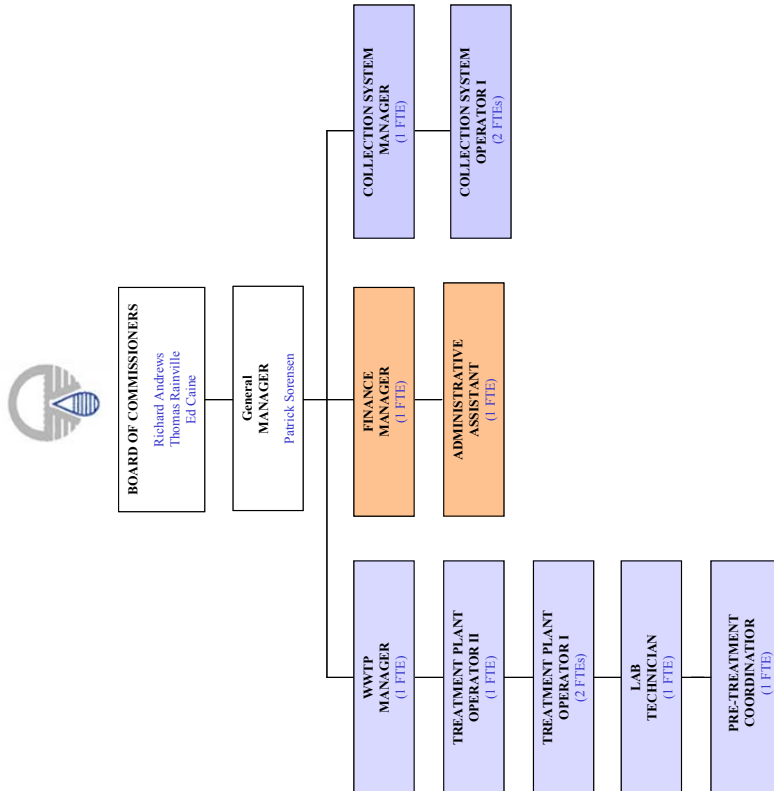 BOARD OF COMMISSIONERS
Richard Andrews
Thomas Rainville
Ed Caine
General
MANAGER
Patrick Sorensen
WWTP
MANAGER
(1 FTE)
TREATMENT PLANT
OPERATOR II
(1 FTE)
TREATMENT PLANT
OPERATOR I
(2 FTEs)
LAB
TECHNICIAN
(1 FTE)
PRE-TREATMENT
COORDINATIOR
(1 FTE)
FINANCE
MANAGER
(1 FTE)
ADMINISTRATIVE
ASSISTANT
(1 FTE)
COLLECTION SYSTEM
MANAGER
(1 FTE)
COLLECTION SYSTEM
OPERATOR I
(2 FTEs)